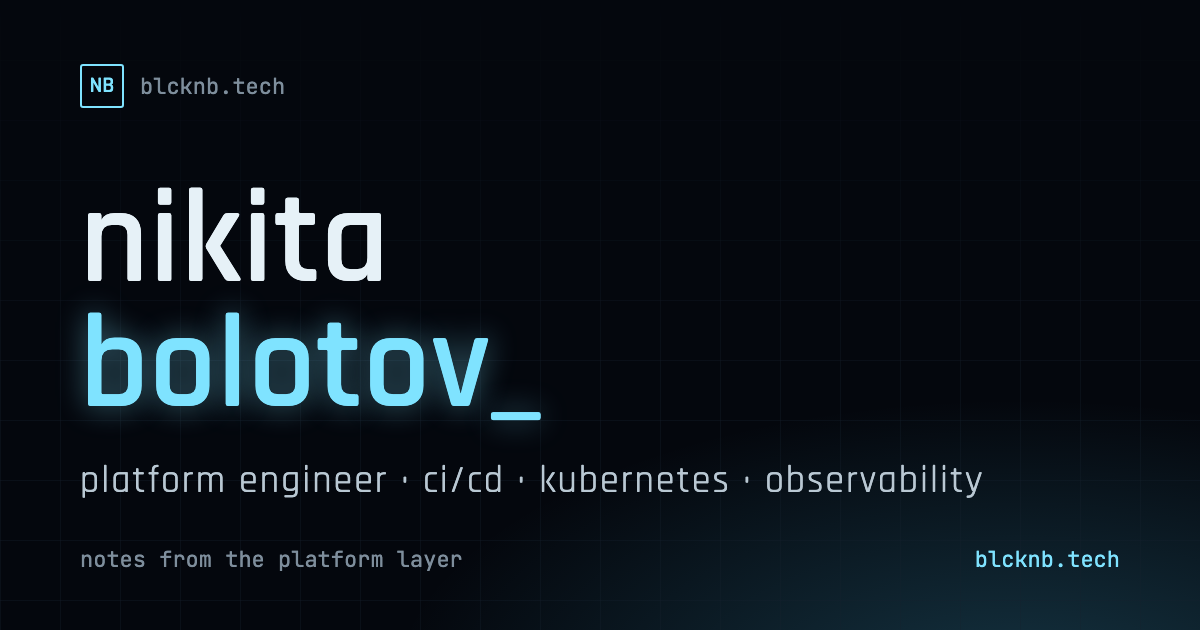 NB blcknb.tech
nikita
bolotov_
platform engineer · ci/cd · kubernetes · observability
notes from the platform layer
blcknb.tech